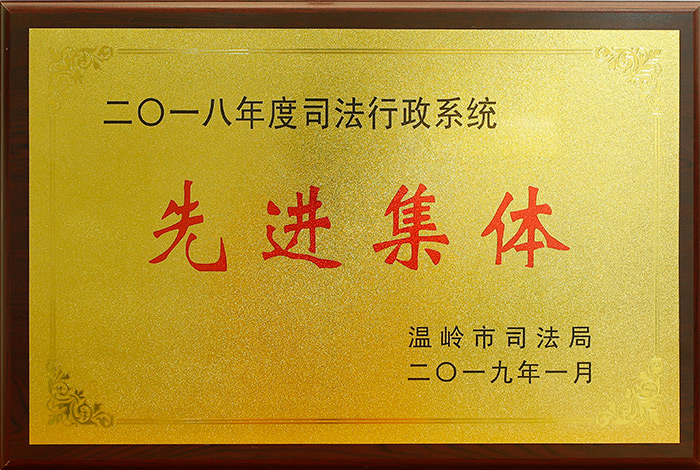 二〇一八年度司法行政系统
先进集体
温岭市司法局
二〇一九年一月